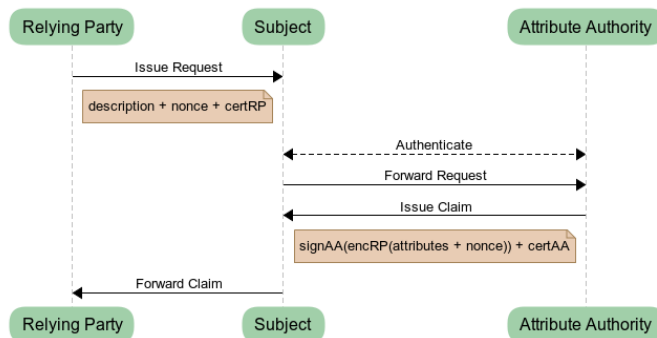 Relying Party
Subject
Attribute Authority
Issue Request
description + nonce + certRP
Authenticate
Forward Request
Issue Claim
signAA(encRP(attributes + nonce)) + certAA
Forward Claim
Relying Party
Subject
Attribute Authority